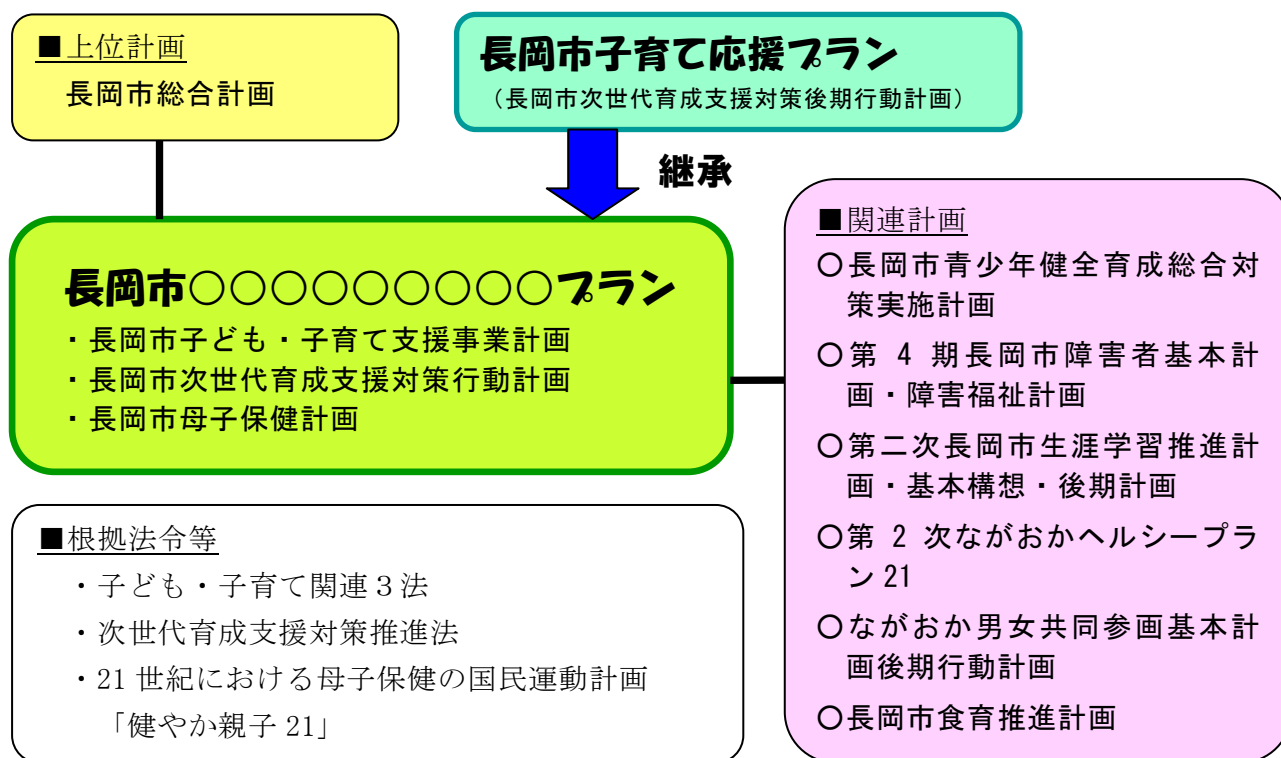 ■上位計画
長岡市総合計画
長岡市子育て応援プラン
（長岡市次世代育成支援対策後期行動計画）
継承
長岡市○○○○○○○○○プラン
・長岡市子ども・子育て支援事業計画
・長岡市次世代育成支援対策行動計画
・長岡市母子保健計画
■関連計画
○長岡市青少年健全育成総合対
策実施計画
○第 4 期長岡市障害者基本計
画・障害福祉計画
○第二次長岡市生涯学習推進計
画・基本構想・後期計画
○第 2 次ながおかヘルシープラ
ン 21
○ながおか男女共同参画基本計
画後期行動計画
○長岡市食育推進計画
■根拠法令等
・子ども・子育て関連３法
・次世代育成支援対策推進法
・21 世紀における母子保健の国民運動計画
「健やか親子 21」